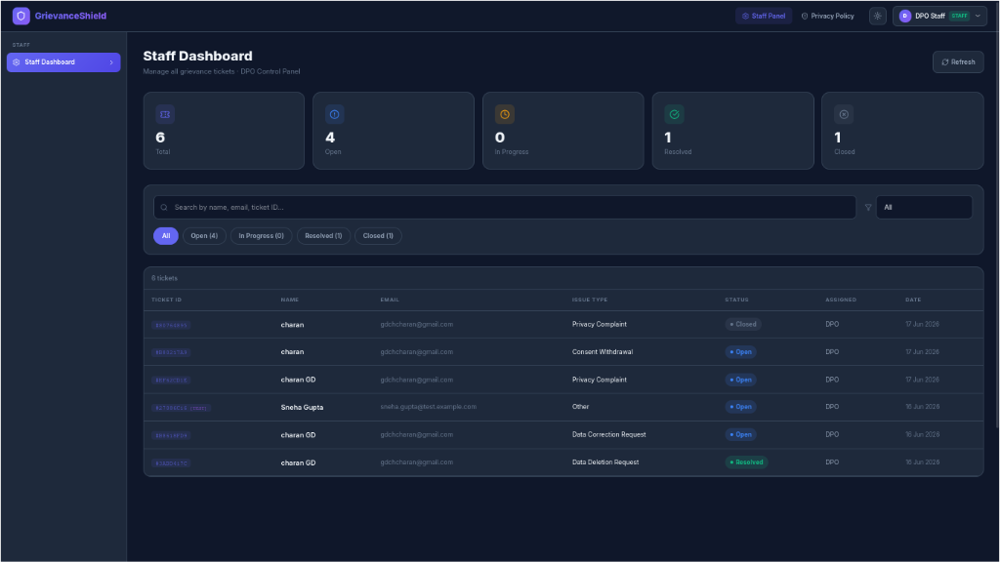 GrievanceShield
Staff Panel
Privacy Policy
D
DPO Staff
STAFF
STAFF
Staff Dashboard
Staff Dashboard
Manage all grievance tickets · DPO Control Panel
Refresh
6
Total
4
Open
0
In Progress
1
Resolved
1
Closed
Search by name, email, ticket ID...
All
All
Open (4)
In Progress (0)
Resolved (1)
Closed (1)
6 tickets
TICKET ID NAME EMAIL ISSUE TYPE STATUS ASSIGNED DATE
charan gdchcharan@gmail.com Privacy Complaint Closed DPO 17 Jun 2026
charan gdchcharan@gmail.com Consent Withdrawal Open DPO 17 Jun 2026
charan GD gdchcharan@gmail.com Privacy Complaint Open DPO 17 Jun 2026
Sneha Gupta sneha.gupta@test.example.com Other Open DPO 16 Jun 2026
charan GD gdchcharan@gmail.com Data Correction Request Open DPO 16 Jun 2026
charan GD gdchcharan@gmail.com Data Deletion Request Resolved DPO 16 Jun 2026